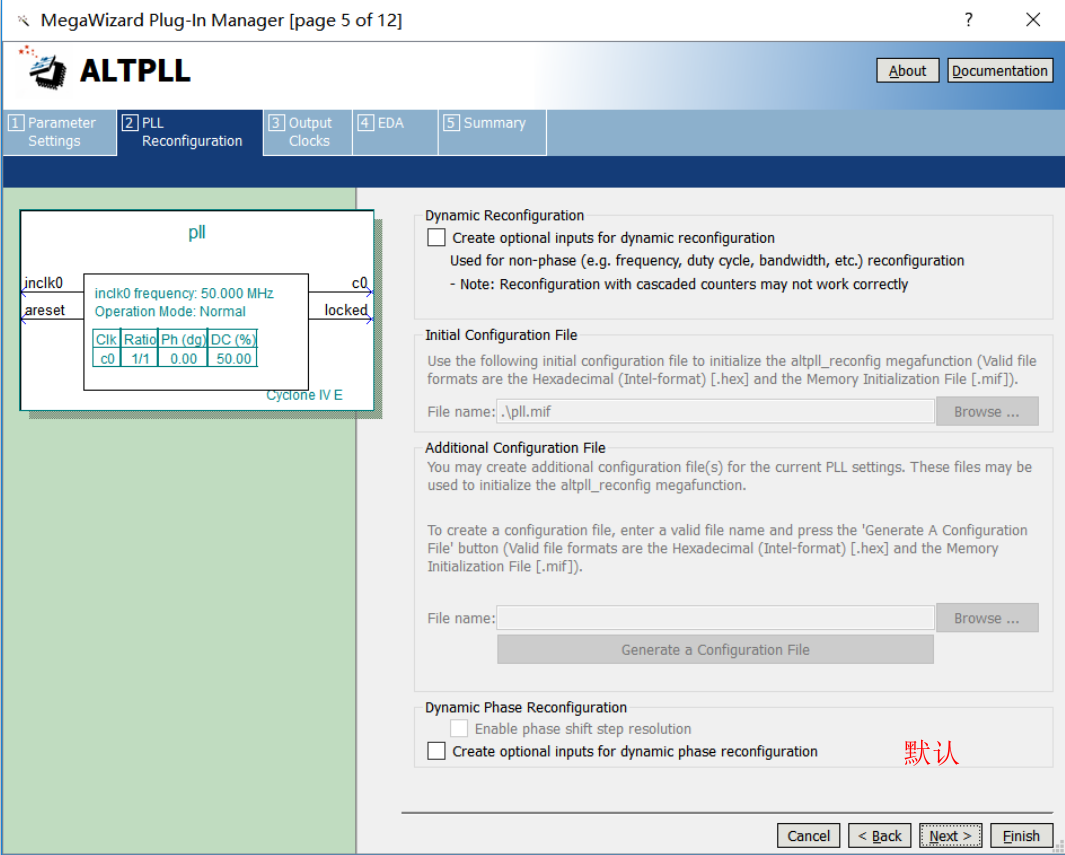 MegaWizard Plug-In Manager [page 5 of 12]
?
ALTPLL
About
Documentation
1 Parameter
Settings
2 PLL
Reconfiguration
3 Output
Clocks
4 EDA
5 Summary
pll
inclk0
areset
c0
locked
inclk0 frequency: 50.000 MHz
Operation Mode: Normal
Clk Ratio Ph (dg) DC (%)
c0 1/1 0.00 50.00
Cyclone IV E
Dynamic Reconfiguration
Create optional inputs for dynamic reconfiguration
Used for non-phase (e.g. frequency, duty cycle, bandwidth, etc.) reconfiguration
- Note: Reconfiguration with cascaded counters may not work correctly
Initial Configuration File
Use the following initial configuration file to initialize the altpll_reconfig megafunction (Valid file
formats are the Hexadecimal (Intel-format) [.hex] and the Memory Initialization File [.mif]).
File name: .\pll.mif
Browse ...
Additional Configuration File
You may create additional configuration file(s) for the current PLL settings. These files may be
used to initialize the altpll_reconfig megafunction.
To create a configuration file, enter a valid file name and press the 'Generate A Configuration
File' button (Valid file formats are the Hexadecimal (Intel-format) [.hex] and the Memory
Initialization File [.mif]).
File name:
Browse ...
Generate a Configuration File
Dynamic Phase Reconfiguration
Enable phase shift step resolution
Create optional inputs for dynamic phase reconfiguration
默认
Cancel
< Back
Next >
Finish